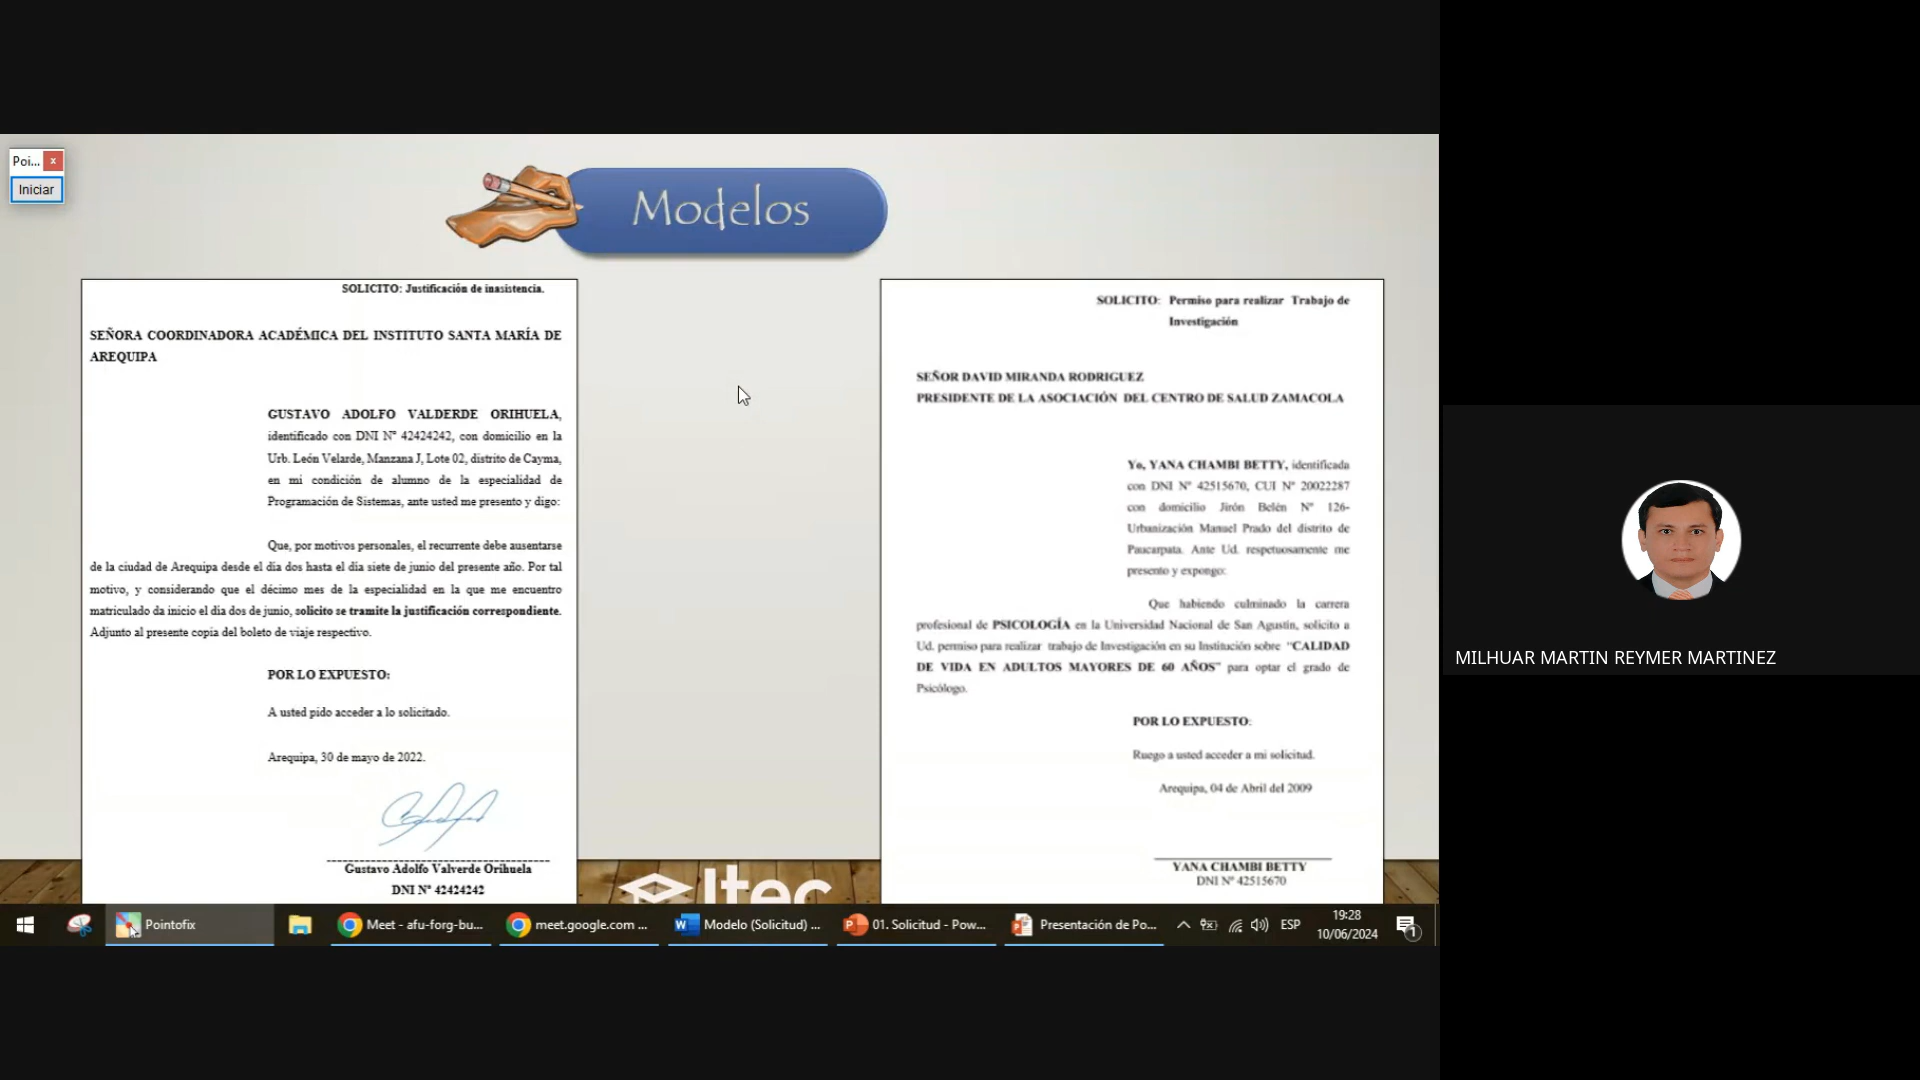 Poi... x
Iniciar
Modelos
SOLICITO: Justificación de inasistencia.
SEÑORA COORDINADORA ACADÉMICA DEL INSTITUTO SANTA MARÍA DE
AREQUIPA
GUSTAVO ADOLFO VALDERDE ORIHUELA,
identificado con DNI Nº 42424242, con domicilio en la
Urb. León Velarde, Manzana J, Lote 02, distrito de Cayma,
en mi condición de alumno de la especialidad de
Programación de Sistemas, ante usted me presento y digo:
Que, por motivos personales, el recurrente debe ausentarse
de la ciudad de Arequipa desde el día dos hasta el día siete de junio del presente año. Por tal
motivo, y considerando que el décimo mes de la especialidad en la que me encuentro
matriculado da inicio el día dos de junio, solicito se tramite la justificación correspondiente.
Adjunto al presente copia del boleto de viaje respectivo.
POR LO EXPUESTO:
A usted pido acceder a lo solicitado.
Arequipa, 30 de mayo de 2022.
Gustavo Adolfo Valverde Orihuela
DNI Nº 42424242
SOLICITO: Permiso para realizar Trabajo de
Investigación
SEÑOR DAVID MIRANDA RODRIGUEZ
PRESIDENTE DE LA ASOCIACIÓN DEL CENTRO DE SALUD ZAMACOLA
Yo, YANA CHAMBI BETTY, identificada
con DNI Nº 42515670, CUI Nº 20022287
con domicilio Jirón Belén Nº 126-
Urbanización Manuel Prado del distrito de
Paucarpata. Ante Ud. respetuosamente me
presento y expongo:
Que habiendo culminado la carrera
profesional de PSICOLOGÍA en la Universidad Nacional de San Agustín, solicito a
Ud. permiso para realizar trabajo de Investigación en su Institución sobre "CALIDAD
DE VIDA EN ADULTOS MAYORES DE 60 AÑOS" para optar el grado de
Psicólogo.
POR LO EXPUESTO:
Ruego a usted acceder a mi solicitud.
Arequipa, 04 de Abril del 2009
YANA CHAMBI BETTY
DNI Nº 42515670
Itec
MILHUAR MARTIN REYMER MARTINEZ
Pointofix
Meet - afu-forg-bu...
meet.google.com ...
Modelo (Solicitud) ...
01. Solicitud - Pow...
Presentación de Po...
ESP
19:28
10/06/2024
1